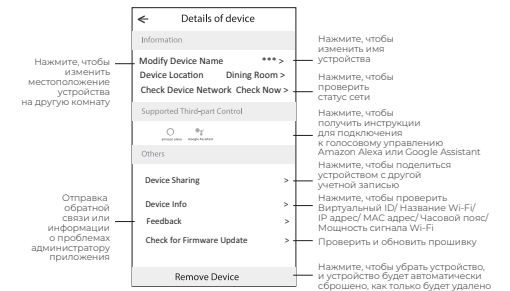 Details of device
Information
Modify Device Name *** >
Device Location Dining Room >
Check Device Network Check Now >
Supported Third-part Control
amazon alexa Google Assistant
Others
Device Sharing >
Device Info >
Feedback >
Check for Firmware Update >
Remove Device
Нажмите, чтобы
изменить
местоположение
устройства
на другую комнату
Отправка
обратной
связи или
информации
о проблемах
администратору
приложения
Нажмите, чтобы
изменить имя
устройства
Нажмите, чтобы
проверить
статус сети
Нажмите, чтобы
получить инструкции
для подключения
к голосовому управлению
Amazon Alexa или Google Assistant
Нажмите, чтобы поделиться
устройством с другой
учетной записью
Нажмите, чтобы проверить
Виртуальный ID/ Название Wi-Fi/
IP адрес/ MAC адрес/ Часовой пояс/
Мощность сигнала Wi-Fi
Проверить и обновить прошивку
Нажмите, чтобы убрать устройство,
и устройство будет автоматически
сброшено, как только будет удалено